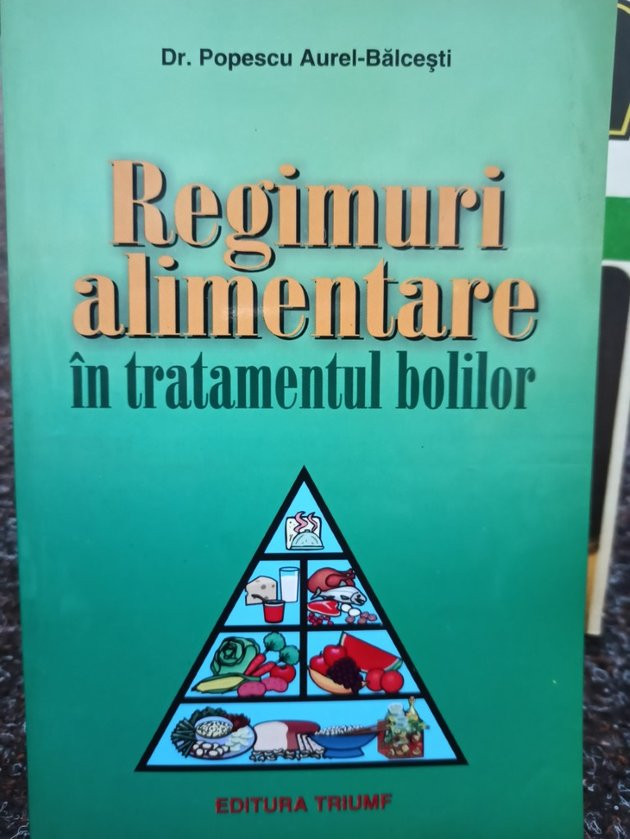 Dr. Popescu Aurel-Bălcești
Regimuri
alimentare
în tratamentul bolilor
EDITURA TRIUMF